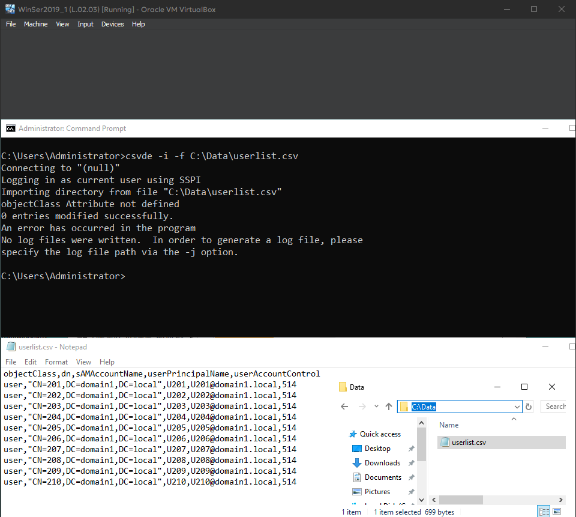 WinSer2019_1 (L.02.03) [Running] - Oracle VM VirtualBox
File Machine View Input Devices Help
Administrator: Command Prompt
C:\Users\Administrator>csvde -i -f C:\Data\userlist.csv
Connecting to "(null)"
Logging in as current user using SSPI
Importing directory from file "C:\Data\userlist.csv"
objectClass Attribute not defined
0 entries modified successfully.
An error has occurred in the program
No log files were written.  In order to generate a log file, please
specify the log file path via the -j option.
C:\Users\Administrator>
userlist.csv - Notepad
File Edit Format View Help
objectClass,dn,sAMAccountName,userPrincipalName,userAccountControl
user,"CN=201,DC=domain1,DC=local",U201,U201@domain1.local,514
user,"CN=202,DC=domain1,DC=local",U202,U202@domain1.local,514
user,"CN=203,DC=domain1,DC=local",U203,U203@domain1.local,514
user,"CN=204,DC=domain1,DC=local",U204,U204@domain1.local,514
user,"CN=205,DC=domain1,DC=local",U205,U205@domain1.local,514
user,"CN=206,DC=domain1,DC=local",U206,U206@domain1.local,514
user,"CN=207,DC=domain1,DC=local",U207,U207@domain1.local,514
user,"CN=208,DC=domain1,DC=local",U208,U208@domain1.local,514
user,"CN=209,DC=domain1,DC=local",U209,U209@domain1.local,514
user,"CN=210,DC=domain1,DC=local",U210,U210@domain1.local,514
Data
C:\Data
Search
Quick access
Desktop
Downloads
Documents
Pictures
Name
userlist.csv
1 item 1 item selected 699 bytes